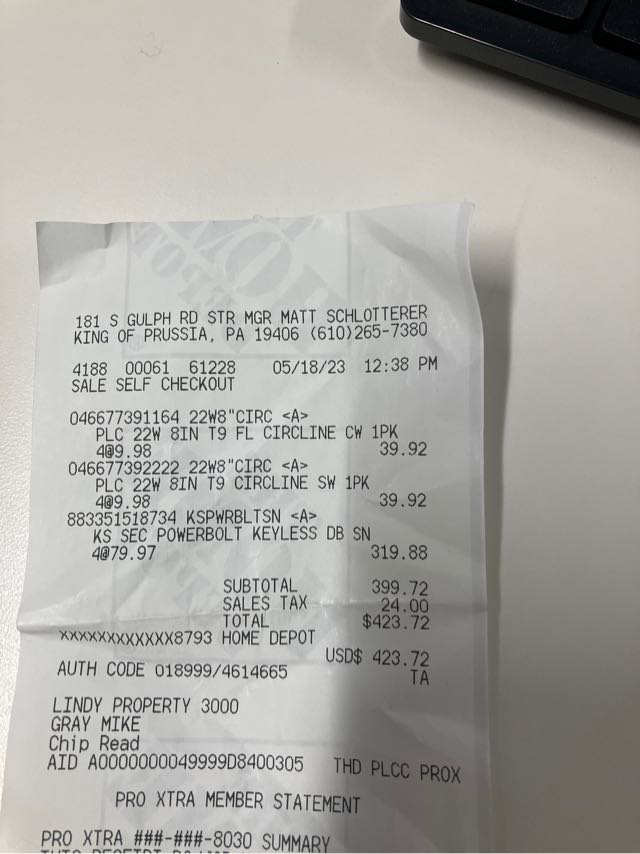 181 S GULPH RD STR MGR MATT SCHLOTTERER
KING OF PRUSSIA, PA 19406 (610)265-7380
4188 00061 61228 05/18/23 12:38 PM
SALE SELF CHECKOUT
046677391164 22W8"CIRC <A>
PLC 22W 8IN T9 FL CIRCLINE CW 1PK
4@9.98 39.92
046677392222 22W8"CIRC <A>
PLC 22W 8IN T9 CIRCLINE SW 1PK
4@9.98 39.92
883351518734 KSPWRBLTSN <A>
KS SEC POWERBOLT KEYLESS DB SN
4@79.97 319.88
SUBTOTAL 399.72
SALES TAX 24.00
TOTAL $423.72
XXXXXXXXXXXX8793 HOME DEPOT
USD$ 423.72
AUTH CODE 018999/4614665 TA
LINDY PROPERTY 3000
GRAY MIKE
Chip Read
AID A0000000049999D8400305 THD PLCC PROX
PRO XTRA MEMBER STATEMENT
PRO XTRA ###-###-8030 SUMMARY
THIS RECEIPT